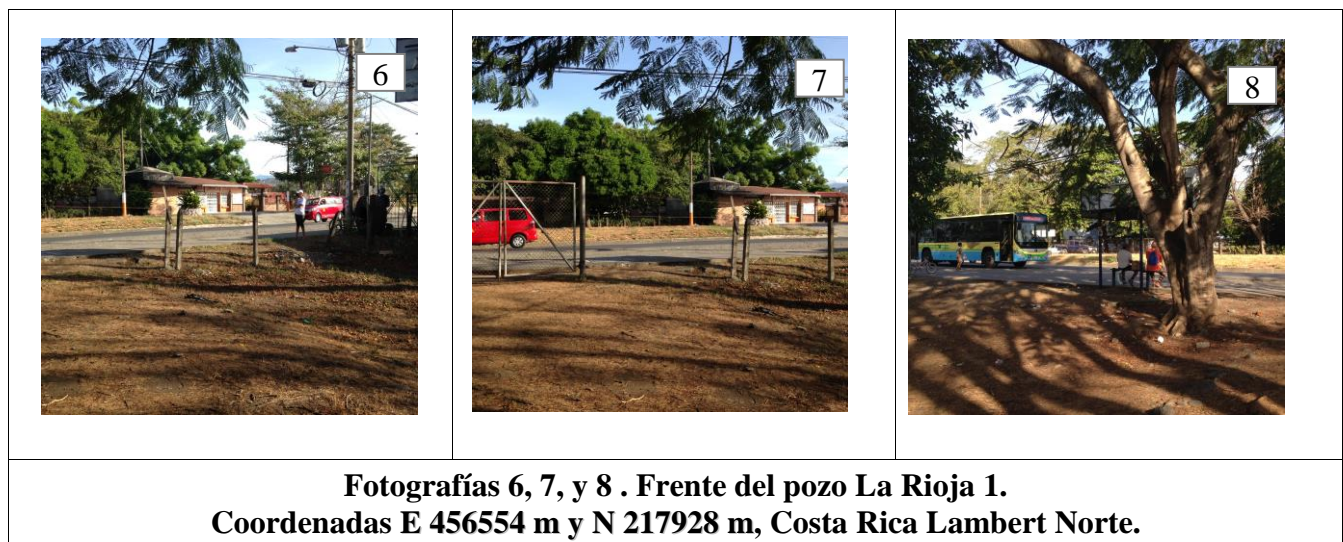 6
7
8
Fotografías 6, 7, y 8 . Frente del pozo La Rioja 1.
Coordenadas E 456554 m y N 217928 m, Costa Rica Lambert Norte.